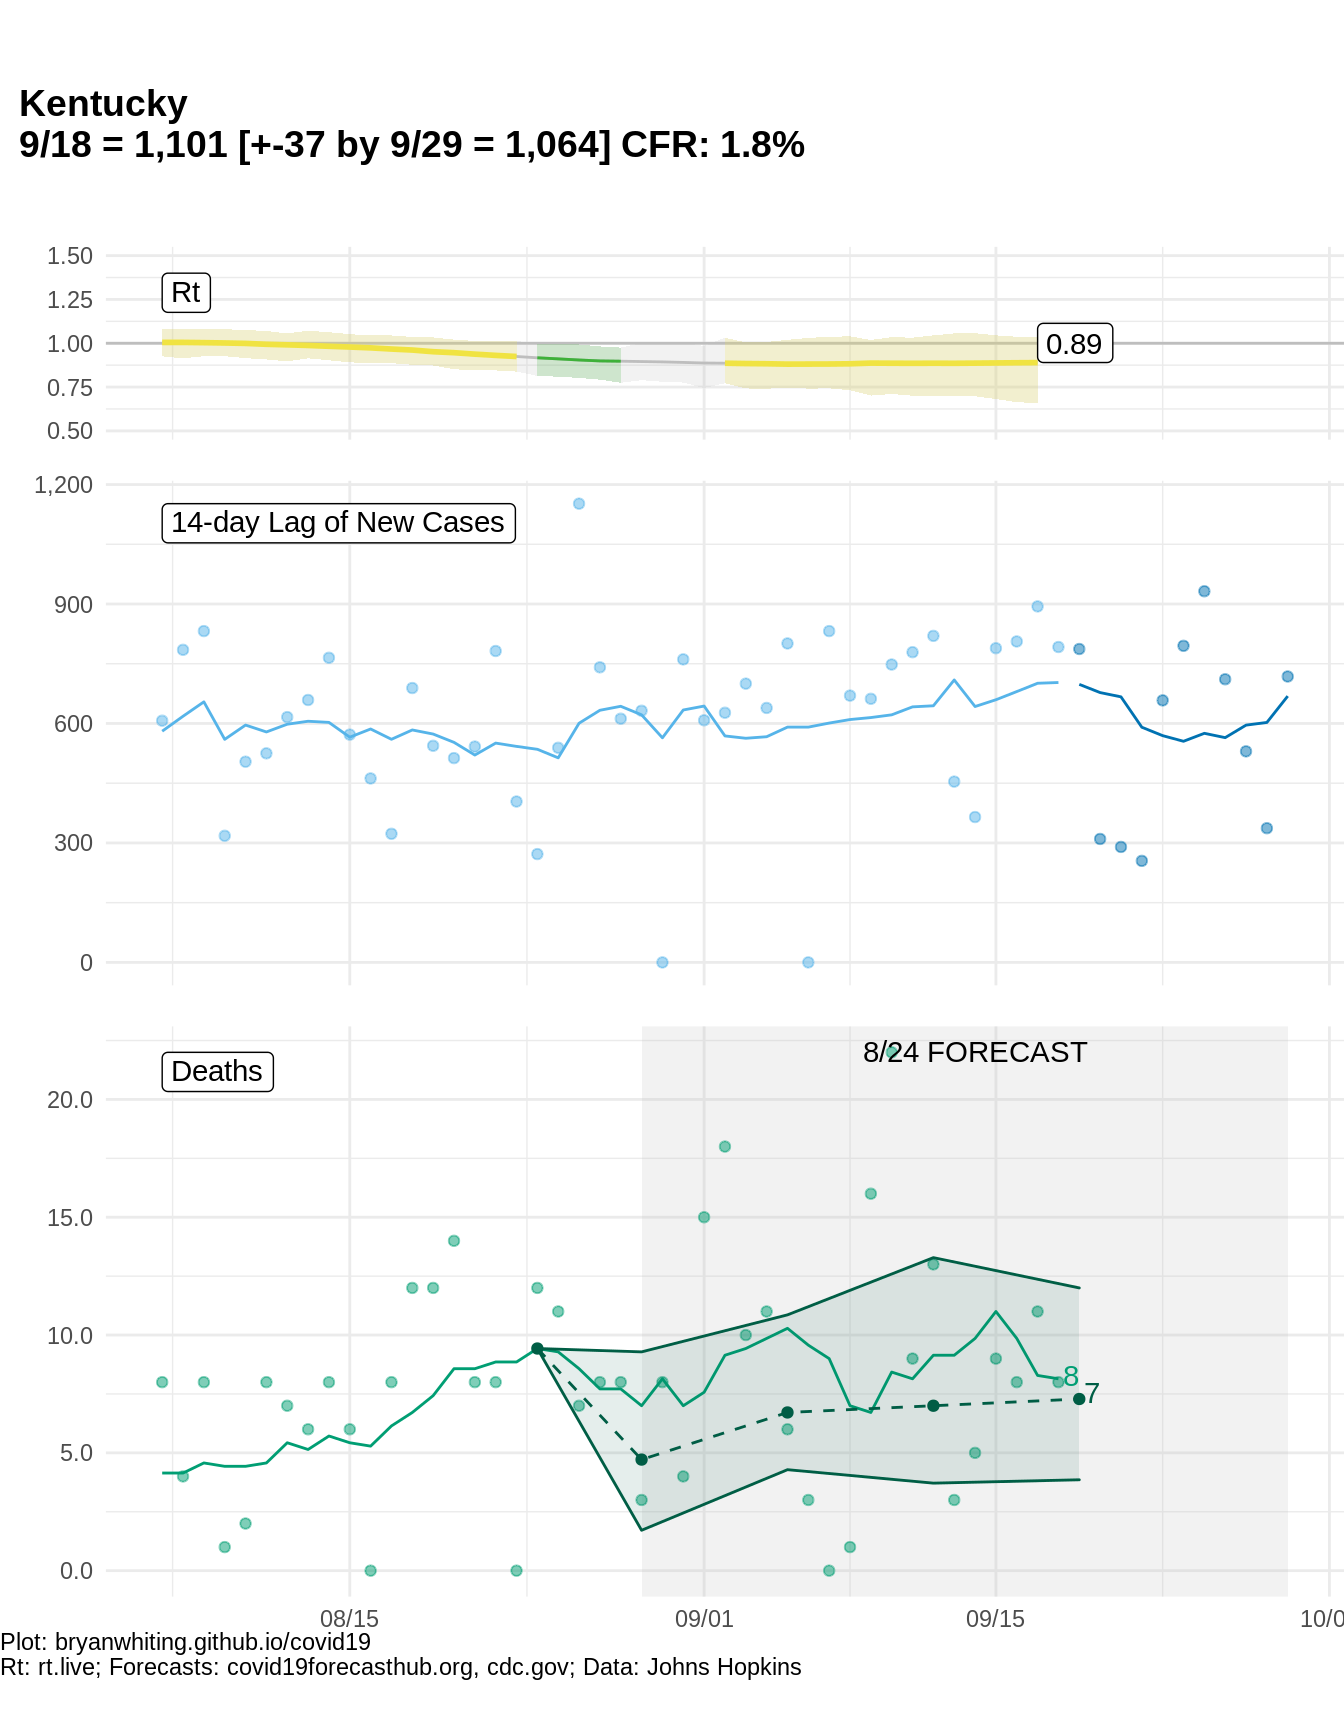 Kentucky
9/18 = 1,101 [+-37 by 9/29 = 1,064] CFR: 1.8%
1.50
Rt
1.25
1.00
0.89
0.75
0.50
1,200
14-day Lag of New Cases
900
600
300
0
8/24 FORECAST
Deaths
20.0
15.0
10.0
8
7
5.0
0.0
08/15
09/01
09/15
10/0
Plot: bryanwhiting.github.io/covid19
Rt: rt.live; Forecasts: covid19forecasthub.org, cdc.gov; Data: Johns Hopkins